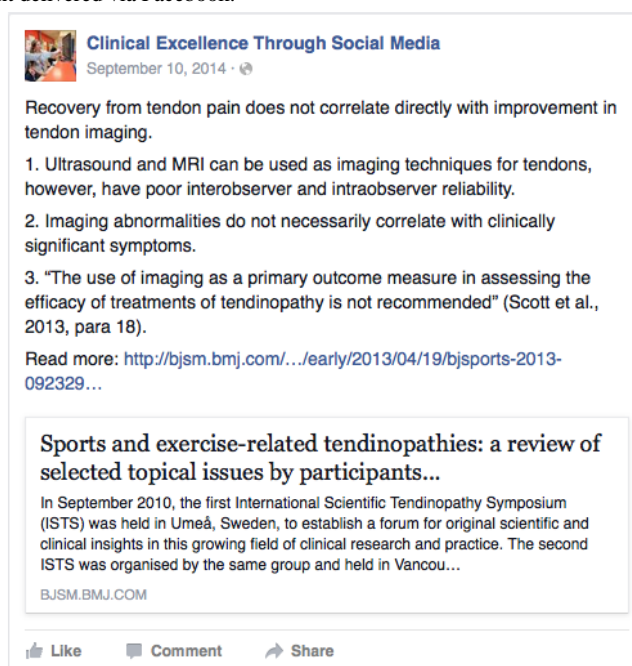 Clinical Excellence Through Social Media
September 10, 2014 ·
Recovery from tendon pain does not correlate directly with improvement in
tendon imaging.
1. Ultrasound and MRI can be used as imaging techniques for tendons,
however, have poor interobserver and intraobserver reliability.
2. Imaging abnormalities do not necessarily correlate with clinically
significant symptoms.
3. “The use of imaging as a primary outcome measure in assessing the
efficacy of treatments of tendinopathy is not recommended” (Scott et al.,
2013, para 18).
Read more: http://bjsm.bmj.com/.../early/2013/04/19/bjsports-2013-
092329...
Sports and exercise-related tendinopathies: a review of
selected topical issues by participants...
In September 2010, the first International Scientific Tendinopathy Symposium
(ISTS) was held in Umeå, Sweden, to establish a forum for original scientific and
clinical insights in this growing field of clinical research and practice. The second
ISTS was organised by the same group and held in Vancou...
BJSM.BMJ.COM
Like Comment Share